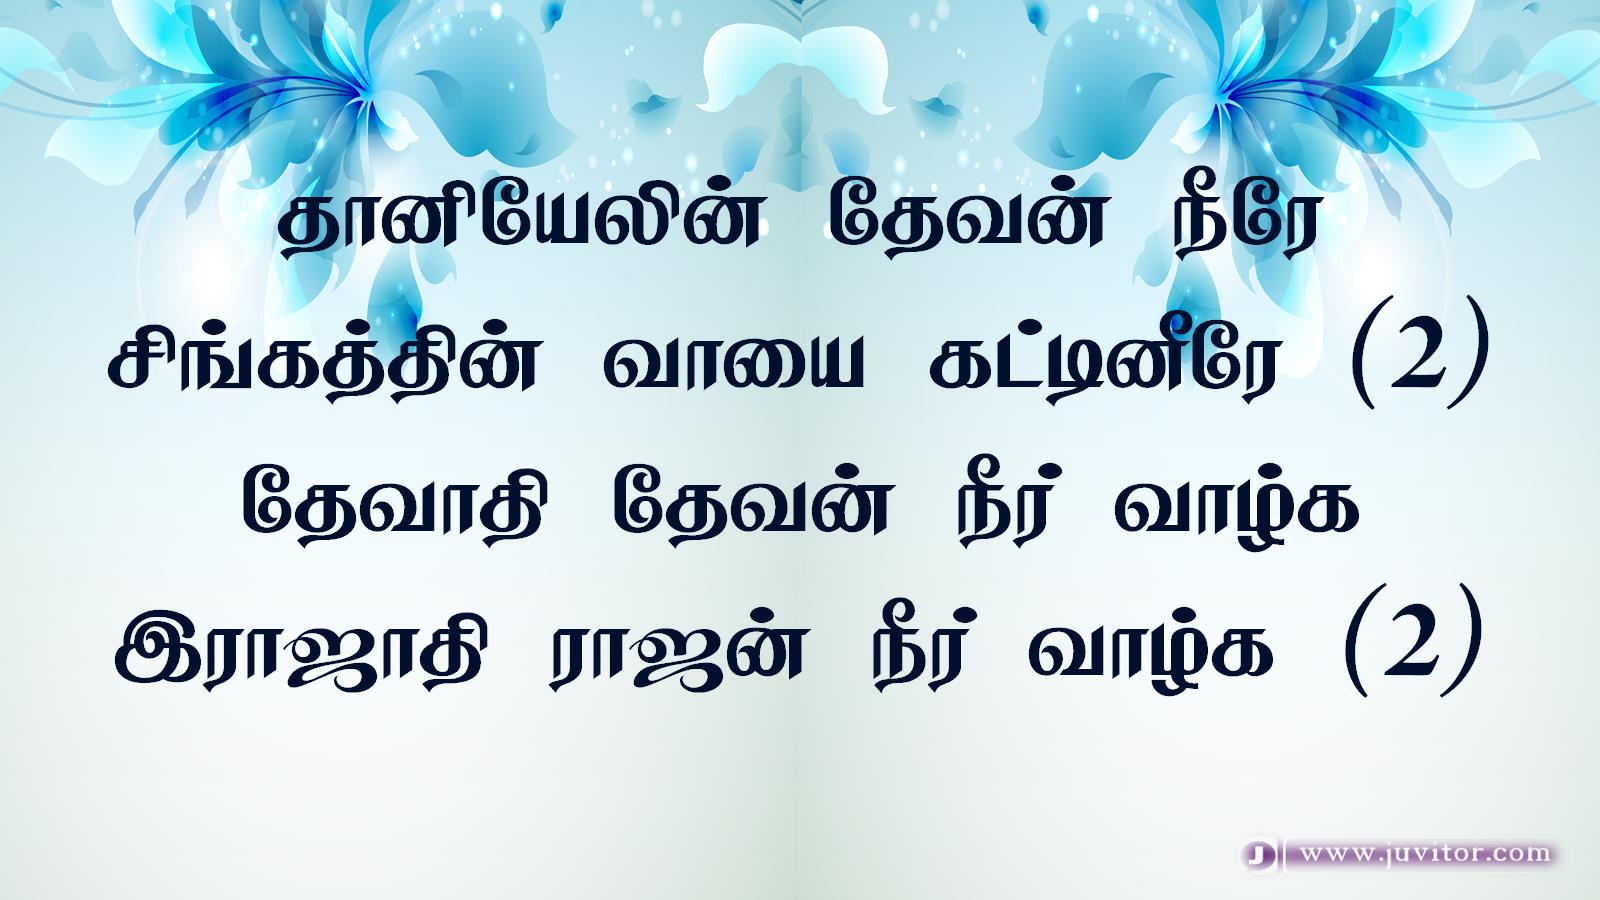 தானியேலின் தேவன் நீரே
சிங்கத்தின் வாயை கட்டினீரே (2)
தேவாதி தேவன் நீர் வாழ்க
இராஜாதி ராஜன் நீர் வாழ்க (2)
J www.juvitor.com